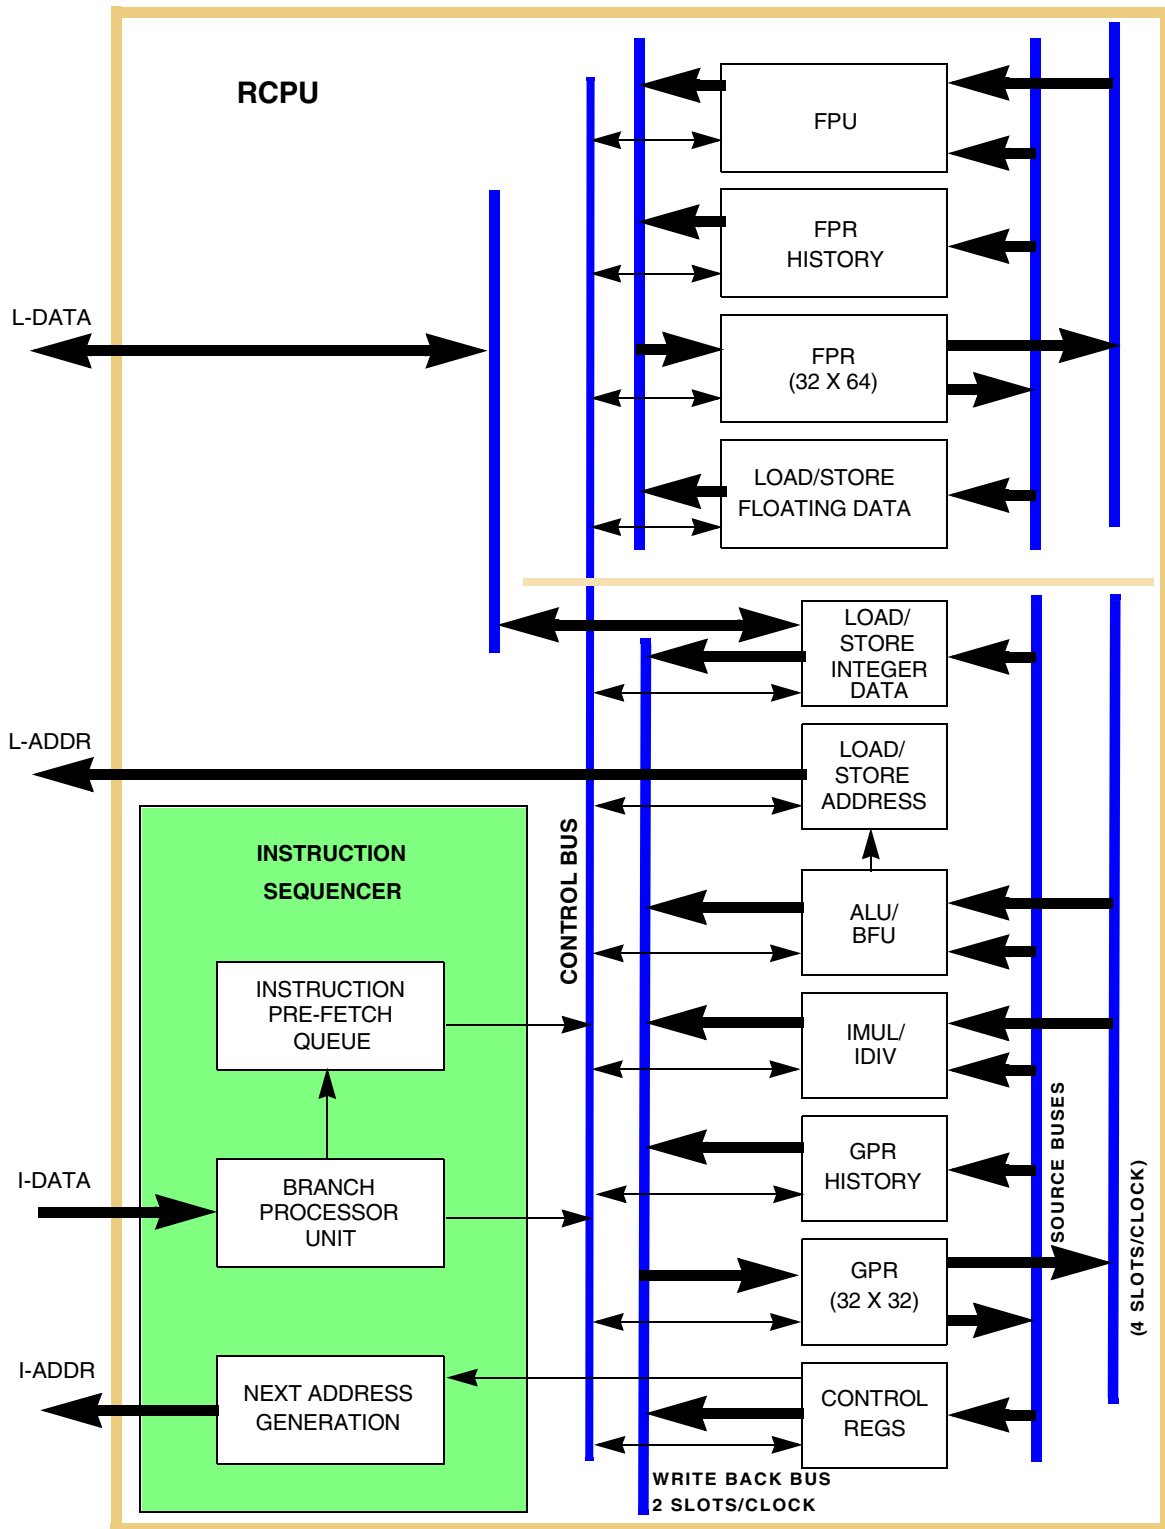 RCPU
FPU
FPR
HISTORY
L-DATA
FPR
(32 X 64)
LOAD/STORE
FLOATING DATA
LOAD/
STORE
INTEGER
DATA
L-ADDR
LOAD/
STORE
ADDRESS
INSTRUCTION
SEQUENCER
CONTROL BUS
ALU/
BFU
INSTRUCTION
PRE-FETCH
QUEUE
IMUL/
IDIV
SOURCE BUSES
(4 SLOTS/CLOCK)
I-DATA
BRANCH
PROCESSOR
UNIT
GPR
HISTORY
GPR
(32 X 32)
I-ADDR
NEXT ADDRESS
GENERATION
CONTROL
REGS
WRITE BACK BUS
2 SLOTS/CLOCK